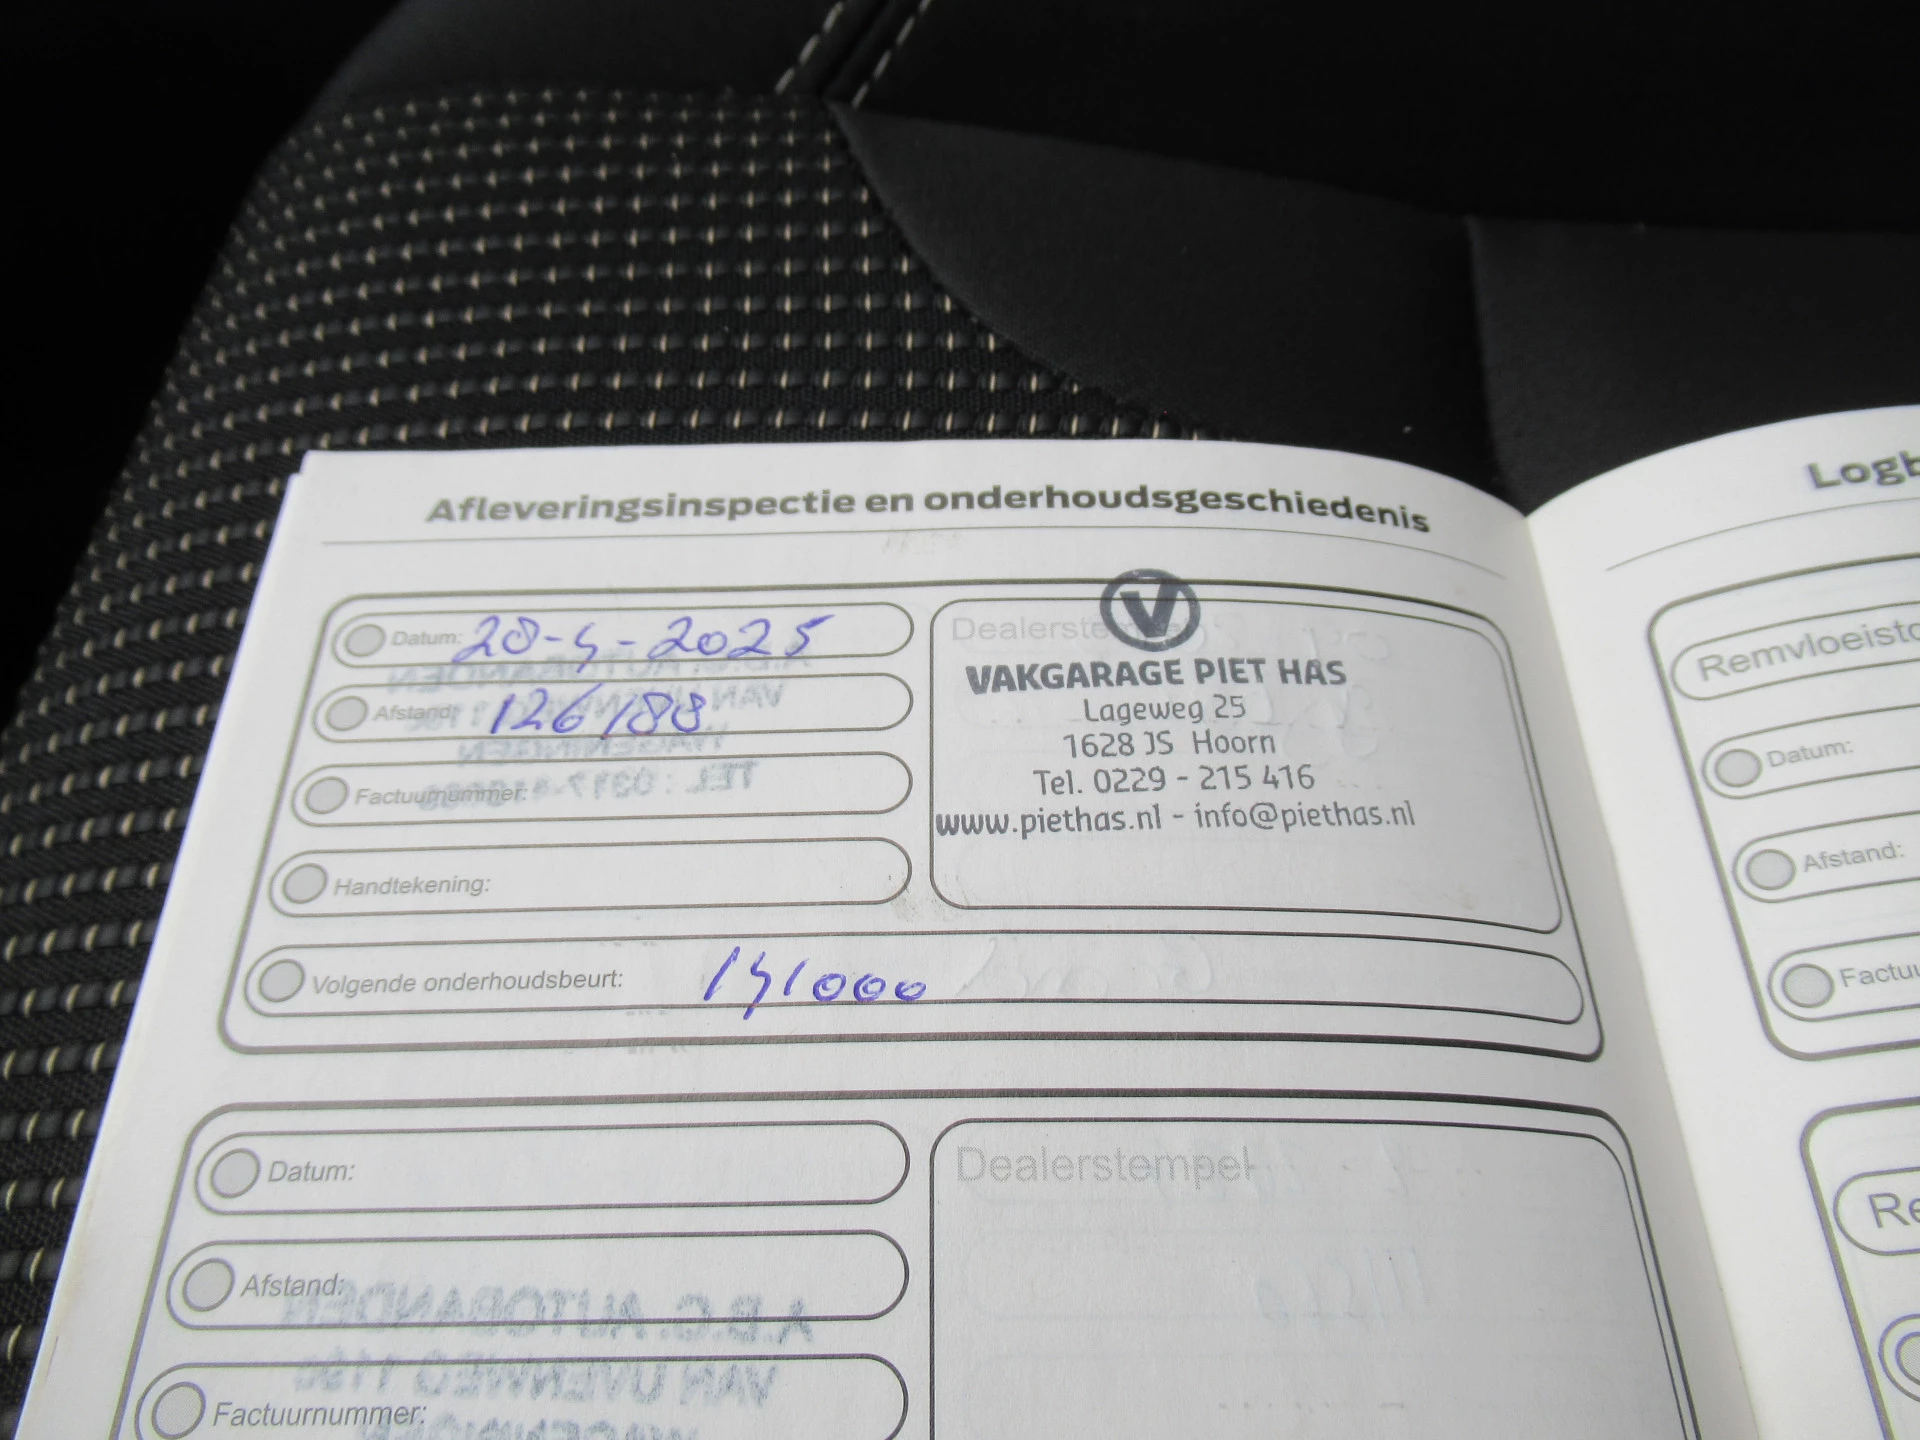 Afleveringsinspectie en onderhoudsgeschiedenis
Datum: 28-4-2025
Afstand: 126188
Factuurnummer:
Handtekening:
Dealerstempel
V
VAKGARAGE PIET HAS
Lageweg 25
1628 JS Hoorn
Tel. 0229 - 215 416
www.piethas.nl - info@piethas.nl
Volgende onderhoudsbeurt: 141000
Datum:
Afstand:
Factuurnummer:
Dealerstempel
Datum:
Afstand: